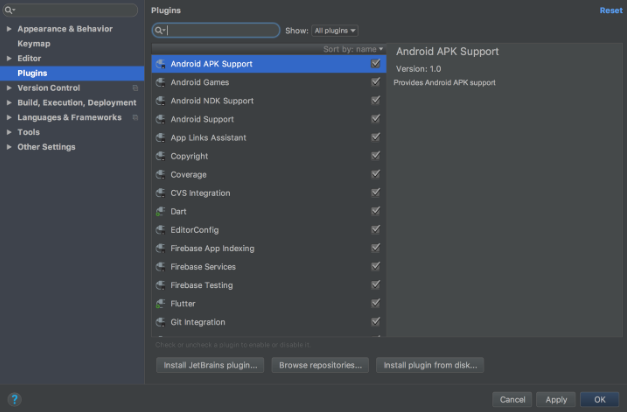 Plugins
Reset
Appearance & Behavior
Keymap
Editor
Plugins
Version Control
Build, Execution, Deployment
Languages & Frameworks
Tools
Other Settings
Show: All plugins
Sort by: name
Android APK Support
Android Games
Android NDK Support
Android Support
App Links Assistant
Copyright
Coverage
CVS Integration
Dart
EditorConfig
Firebase App Indexing
Firebase Services
Firebase Testing
Flutter
Git Integration
Android APK Support
Version: 1.0
Provides Android APK support
Check or uncheck a plugin to enable or disable it.
Install JetBrains plugin... Browse repositories... Install plugin from disk...
? Cancel Apply OK